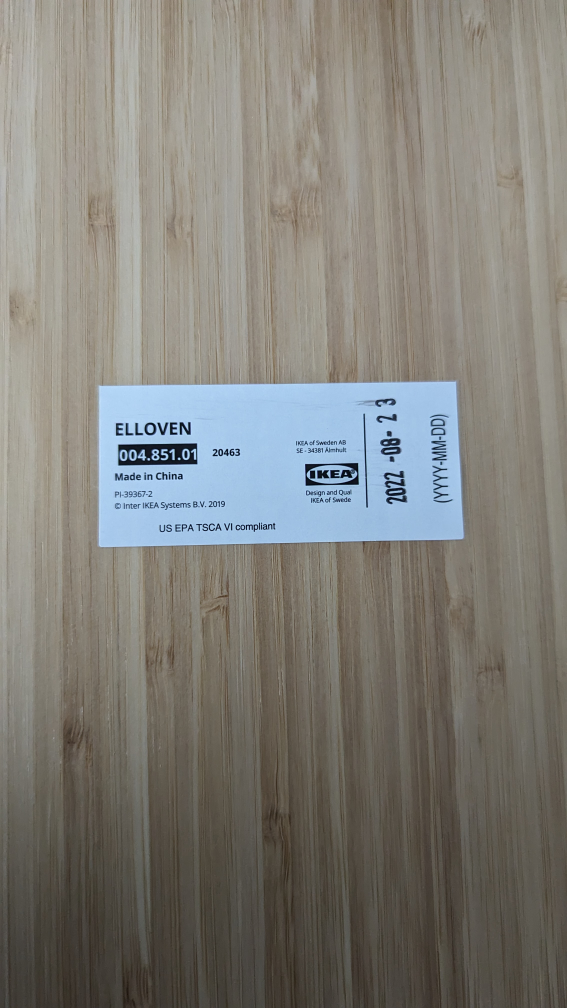 ELLOVEN
004.851.01 20463
Made in China
PI-39367-2
© Inter IKEA Systems B.V. 2019
US EPA TSCA VI compliant
IKEA of Sweden AB
SE - 34381 Älmhult
IKEA®
Design and Qual
IKEA of Swede
2022 -08- 23
(YYYY-MM-DD)